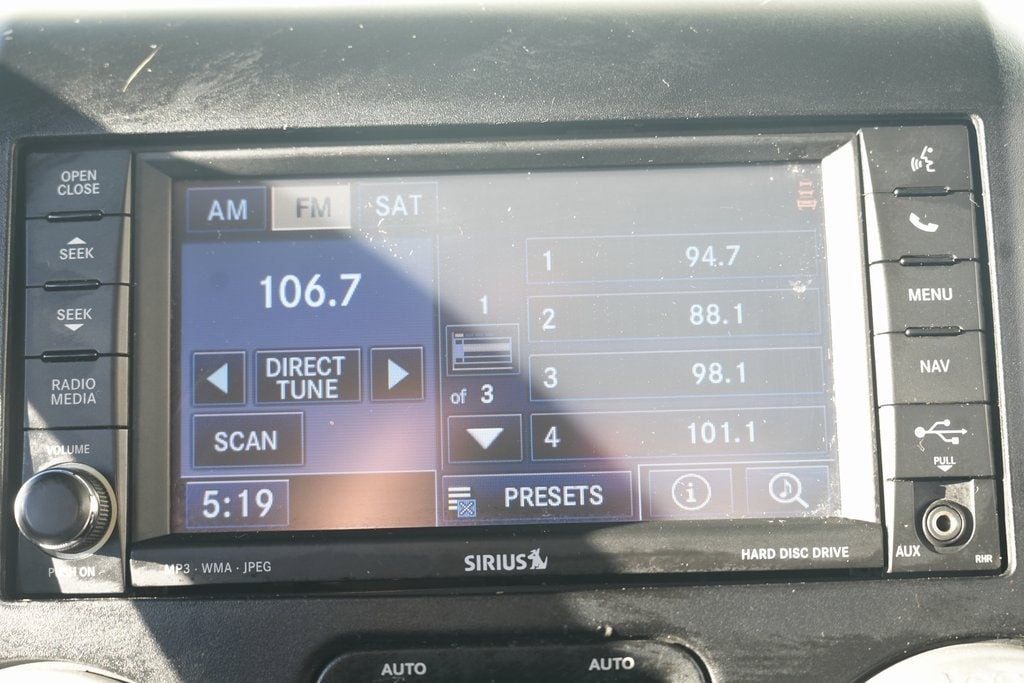 OPEN
CLOSE
SEEK
SEEK
RADIO
MEDIA
VOLUME
PUSH ON
AM FM SAT
106.7
DIRECT
TUNE
SCAN
5:19
1
of 3
1 94.7
2 88.1
3 98.1
4 101.1
PRESETS
i
MENU
NAV
PULL
AUX
RHR
MP3 · WMA · JPEG
SIRIUS
HARD DISC DRIVE
AUTO
AUTO